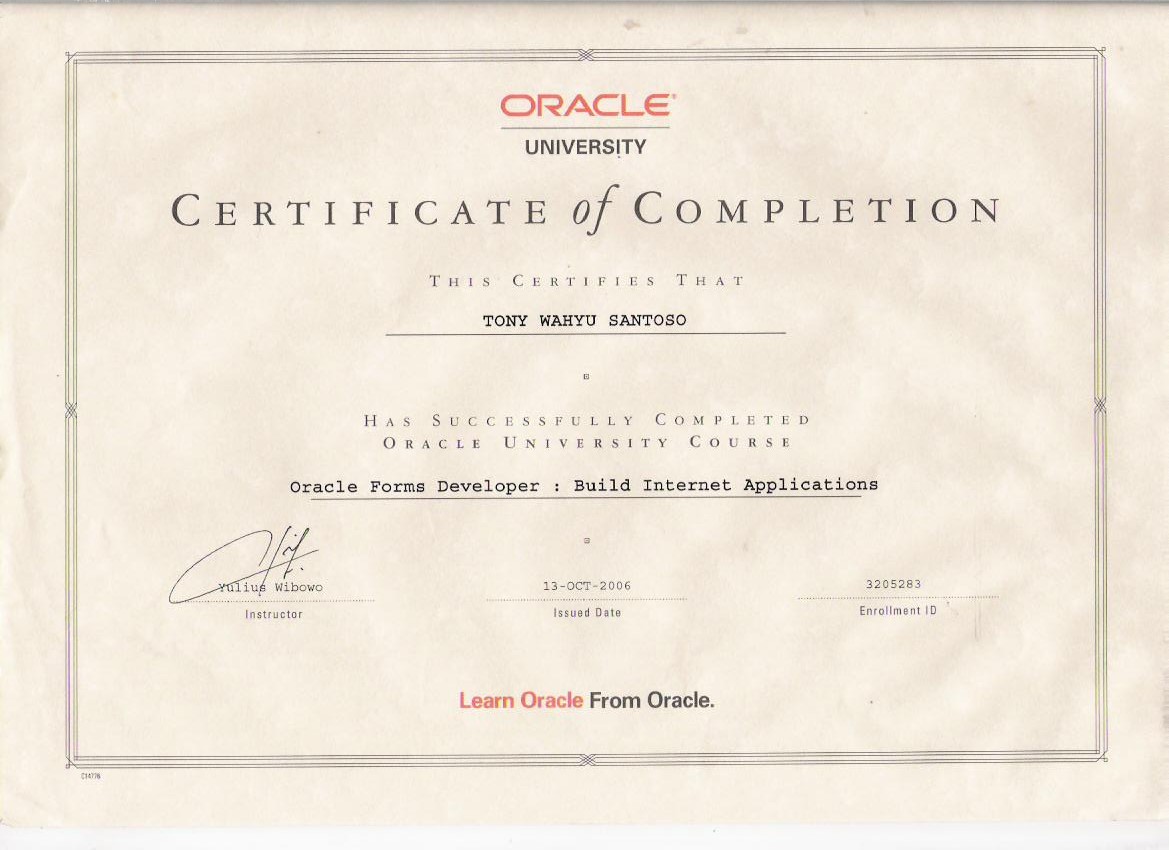 ORACLE®
UNIVERSITY
CERTIFICATE of COMPLETION
THIS CERTIFIES THAT
TONY WAHYU SANTOSO
HAS SUCCESSFULLY COMPLETED
ORACLE UNIVERSITY COURSE
Oracle Forms Developer : Build Internet Applications
Yulius Wibowo
Instructor
13-OCT-2006
Issued Date
3205283
Enrollment ID
Learn Oracle From Oracle.
C14776